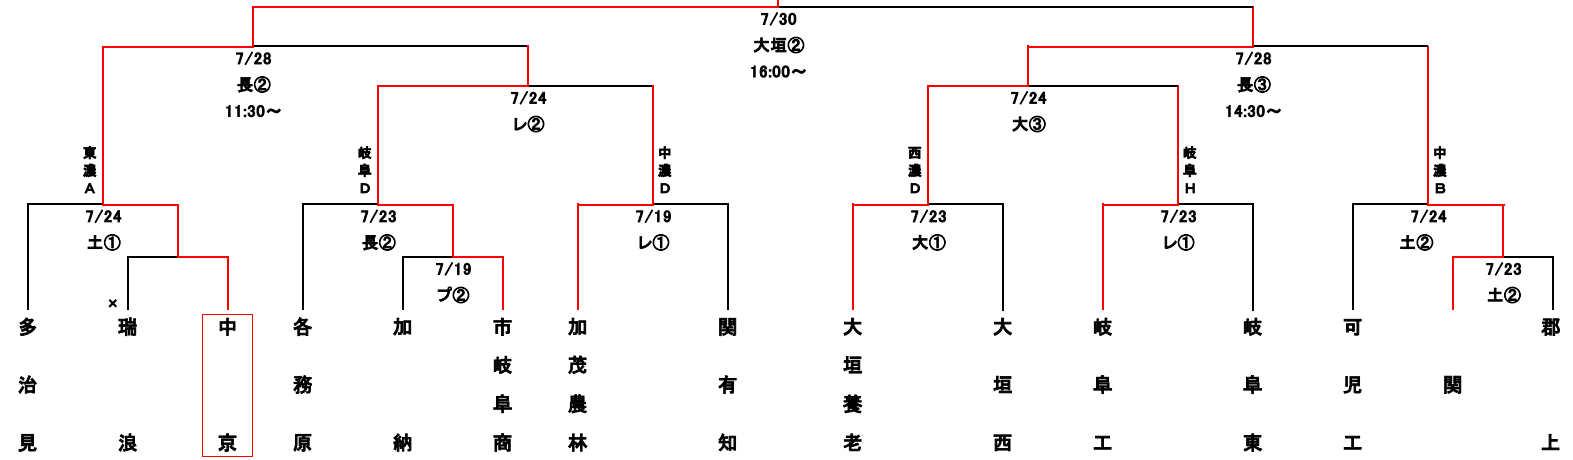 7/30
大垣②
16:00～
7/28
長②
11:30～
7/28
長③
14:30～
7/24
レ②
7/24
大③
東濃A
岐阜D
中濃D
西濃D
岐阜H
中濃B
7/24
土①
7/23
長②
7/19
レ①
7/23
大①
7/23
レ①
7/24
土②
7/19
プ②
7/23
土②
×
多治見
瑞浪
中京
各務原
加納
市岐阜商
加茂農林
関有知
大垣養老
大垣西
岐阜工
岐阜東
可児工
関
郡上